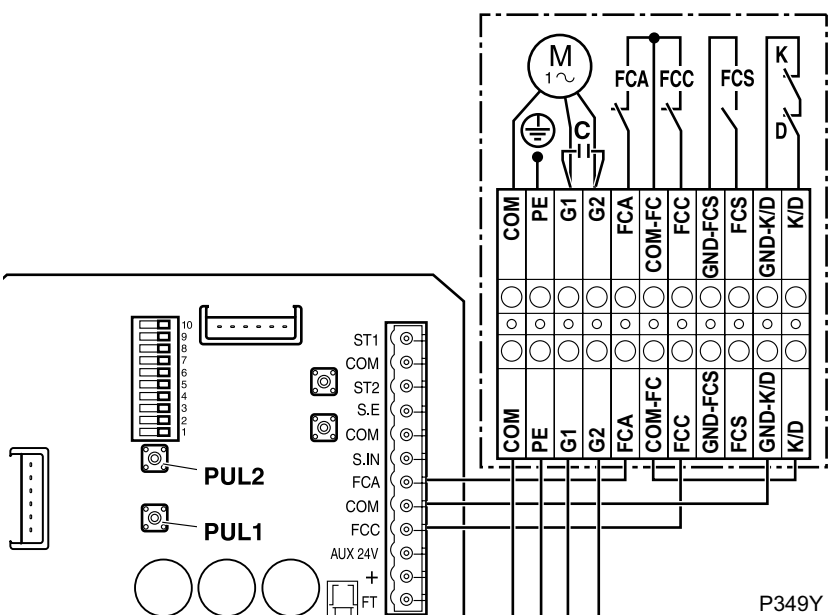 M
1∿
FCA
FCC
FCS
K
D
C
COM
PE
G1
G2
FCA
COM-FC
FCC
GND-FCS
FCS
GND-K/D
K/D
COM
PE
G1
G2
FCA
COM-FC
FCC
GND-FCS
FCS
GND-K/D
K/D
10
9
8
7
6
5
4
3
2
1
PUL2
PUL1
ST1
COM
ST2
S.E
COM
S.IN
FCA
COM
FCC
AUX 24V
+
FT
P349Y